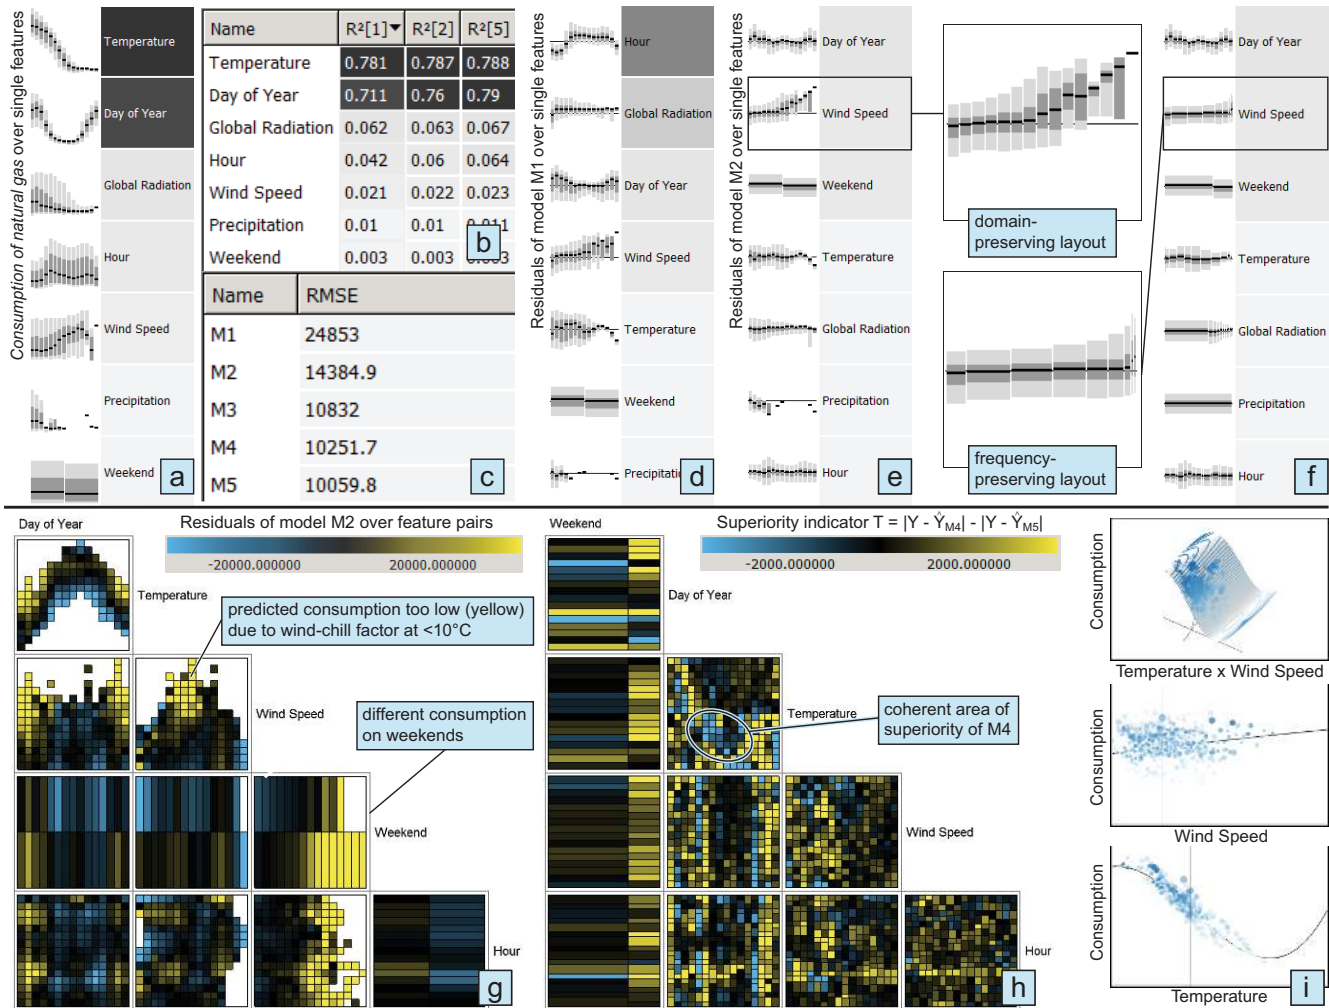 Consumption of natural gas over single features
Temperature
Day of Year
Global Radiation
Hour
Wind Speed
Precipitation
Weekend
a
Name R²[1] R²[2] R²[5]
Temperature 0.781 0.787 0.788
Day of Year 0.711 0.76 0.79
Global Radiation 0.062 0.063 0.067
Hour 0.042 0.06 0.064
Wind Speed 0.021 0.022 0.023
Precipitation 0.01 0.01 0.011
Weekend 0.003 0.003 0.003
b
Name RMSE
M1 24853
M2 14384.9
M3 10832
M4 10251.7
M5 10059.8
c
Residuals of model M1 over single features
Hour
Global Radiation
Day of Year
Wind Speed
Temperature
Weekend
d
Residuals of model M2 over single features
Day of Year
Wind Speed
Weekend
Temperature
Global Radiation
Precipitation
Hour
e
domain-
preserving layout
frequency-
preserving layout
Day of Year
Wind Speed
Weekend
Temperature
Global Radiation
Precipitation
Hour
f
Day of Year
Residuals of model M2 over feature pairs
-20000.000000 20000.000000
Temperature
predicted consumption too low (yellow)
due to wind-chill factor at <10°C
Wind Speed
different consumption
on weekends
Weekend
Hour
g
Weekend
Superiority indicator T = |Y - ŶM4| - |Y - ŶM5|
-2000.000000 2000.000000
Day of Year
Temperature
coherent area of
superiority of M4
Wind Speed
Hour
h
Consumption
Temperature x Wind Speed
Consumption
Wind Speed
Consumption
Temperature
i